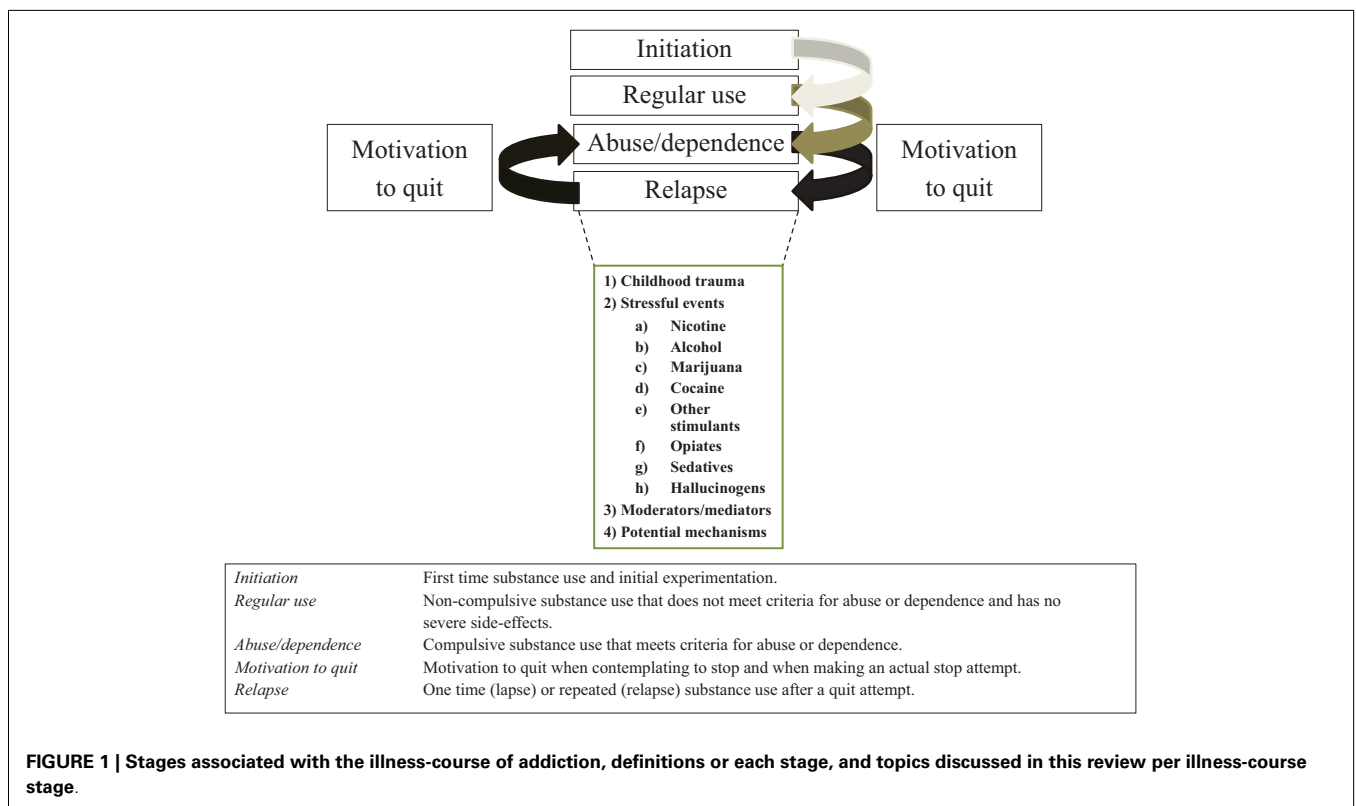 Initiation
Regular use
Abuse/dependence
Relapse
Motivation
to quit
Motivation
to quit
1) Childhood trauma
2) Stressful events
a) Nicotine
b) Alcohol
c) Marijuana
d) Cocaine
e) Other
stimulants
f) Opiates
g) Sedatives
h) Hallucinogens
3) Moderators/mediators
4) Potential mechanisms
Initiation First time substance use and initial experimentation.
Regular use Non-compulsive substance use that does not meet criteria for abuse or dependence and has no
severe side-effects.
Abuse/dependence Compulsive substance use that meets criteria for abuse or dependence.
Motivation to quit Motivation to quit when contemplating to stop and when making an actual stop attempt.
Relapse One time (lapse) or repeated (relapse) substance use after a quit attempt.
FIGURE 1 | Stages associated with the illness-course of addiction, definitions or each stage, and topics discussed in this review per illness-course
stage.